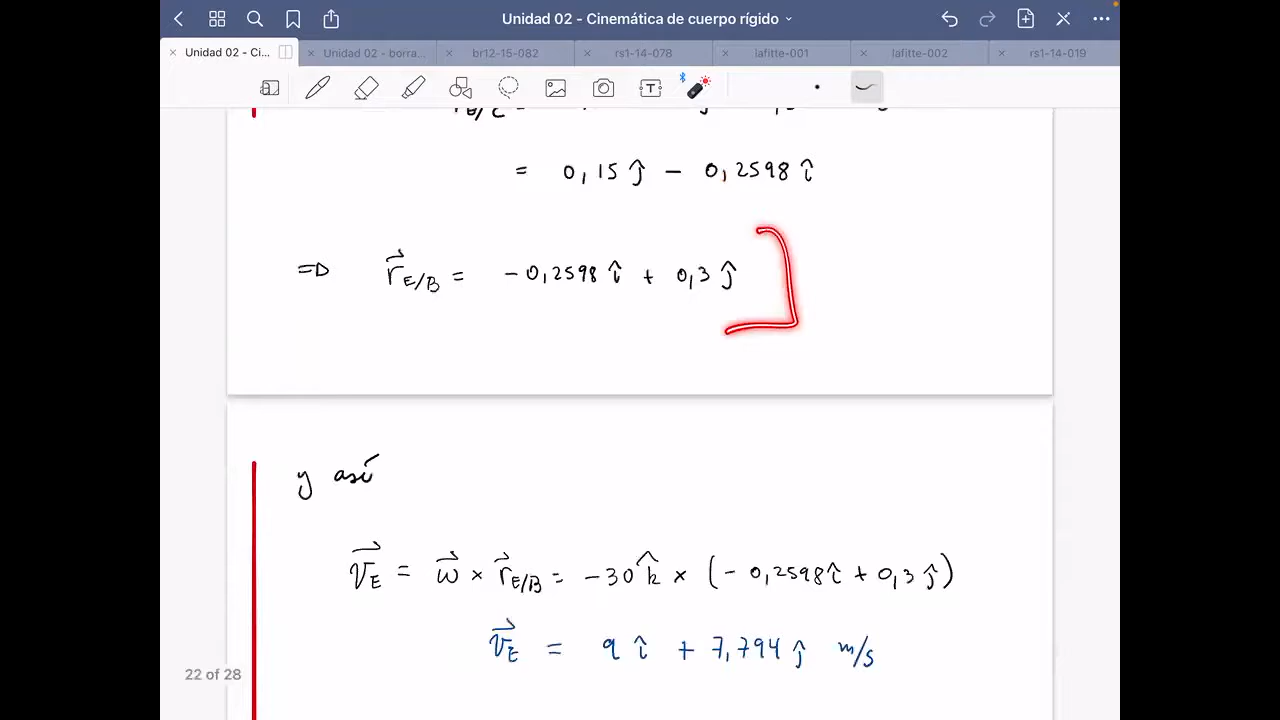 Unidad 02 - Cinemática de cuerpo rígido
Unidad 02 - Ci...
Unidad 02 - borra...
br12-15-082
rs1-14-078
lafitte-001
lafitte-002
rs1-14-019
= 0,15 ĵ − 0,2598 î
⇒ r⃗E/B = −0,2598 î + 0,3 ĵ
y así
v⃗E = ω⃗ × r⃗E/B = −30 k̂ × (−0,2598 î + 0,3 ĵ)
v⃗E = 9 î + 7,794 ĵ m/s
22 of 28